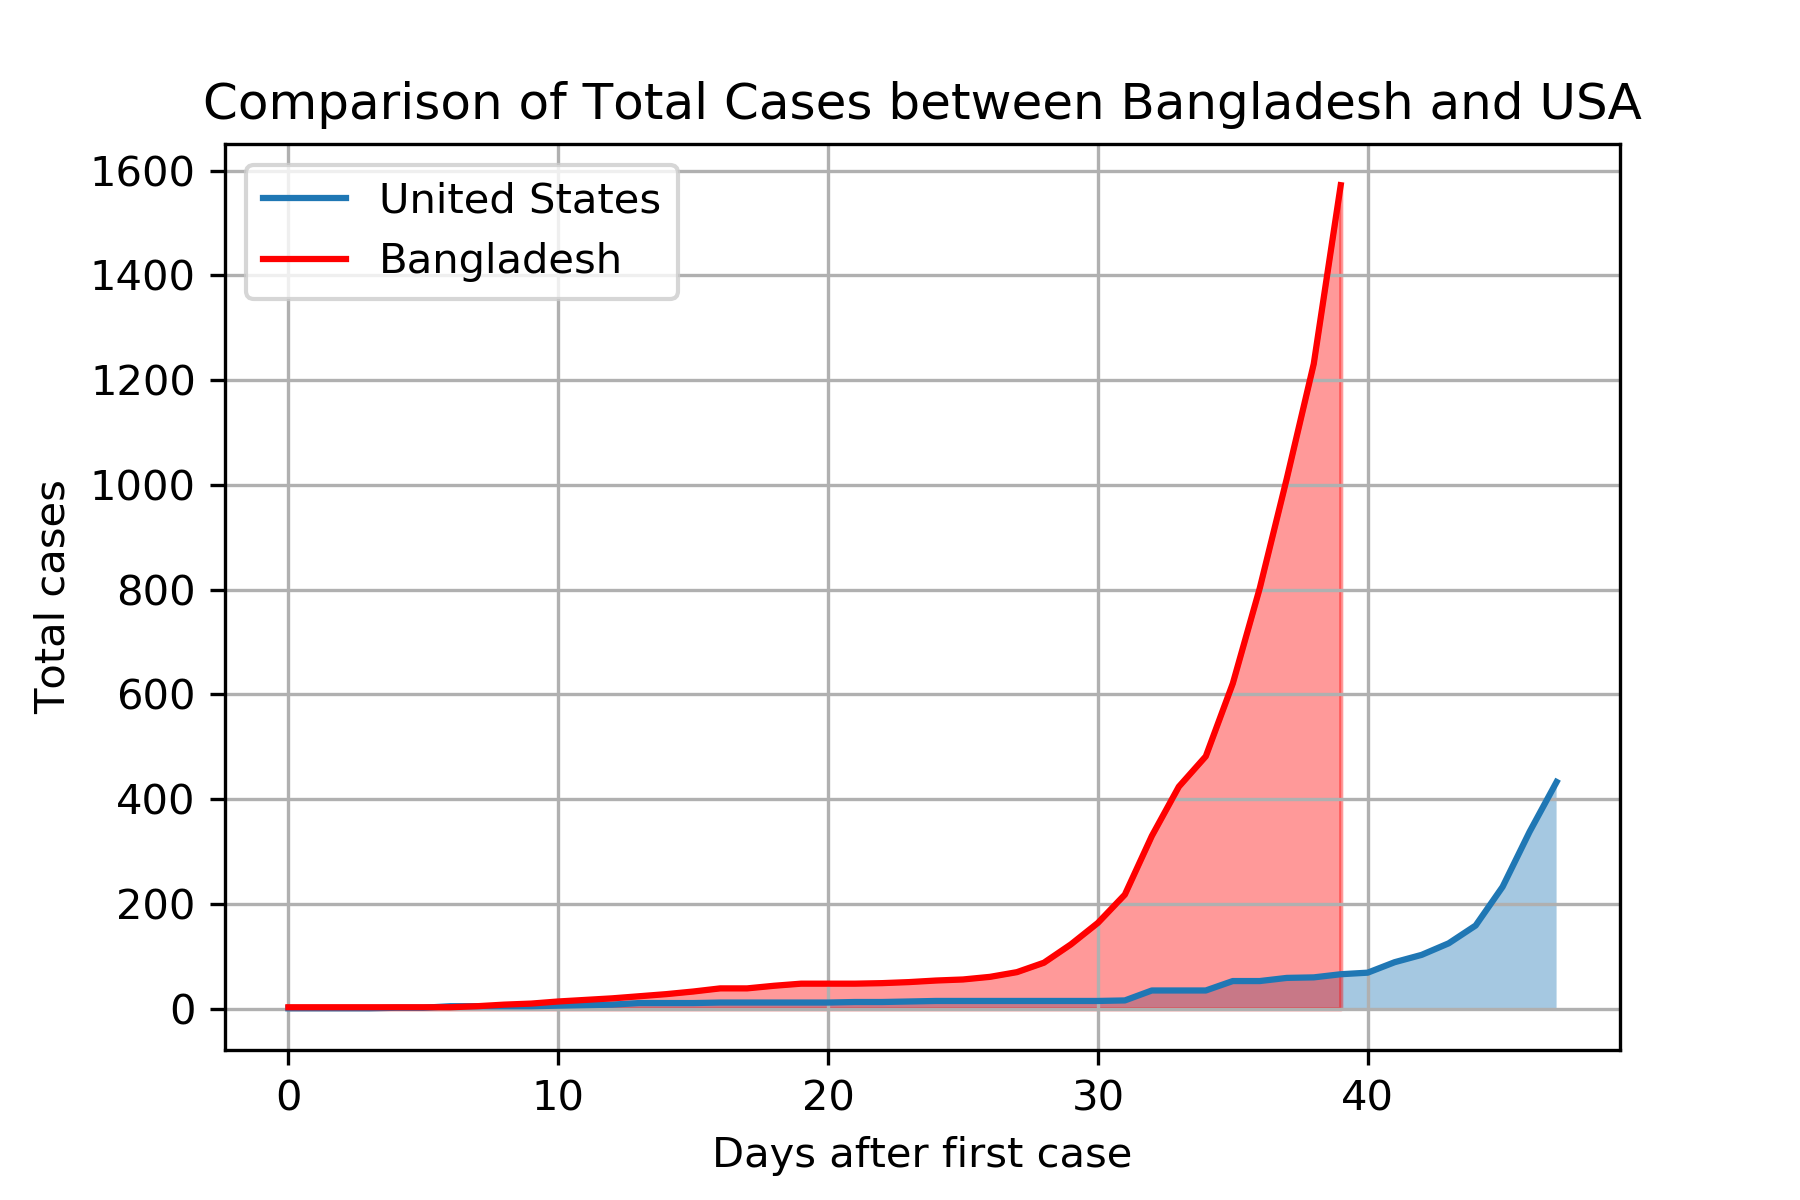 Comparison of Total Cases between Bangladesh and USA
United States
Bangladesh
1600
1400
1200
1000
800
600
400
200
0
Total cases
0 10 20 30 40
Days after first case